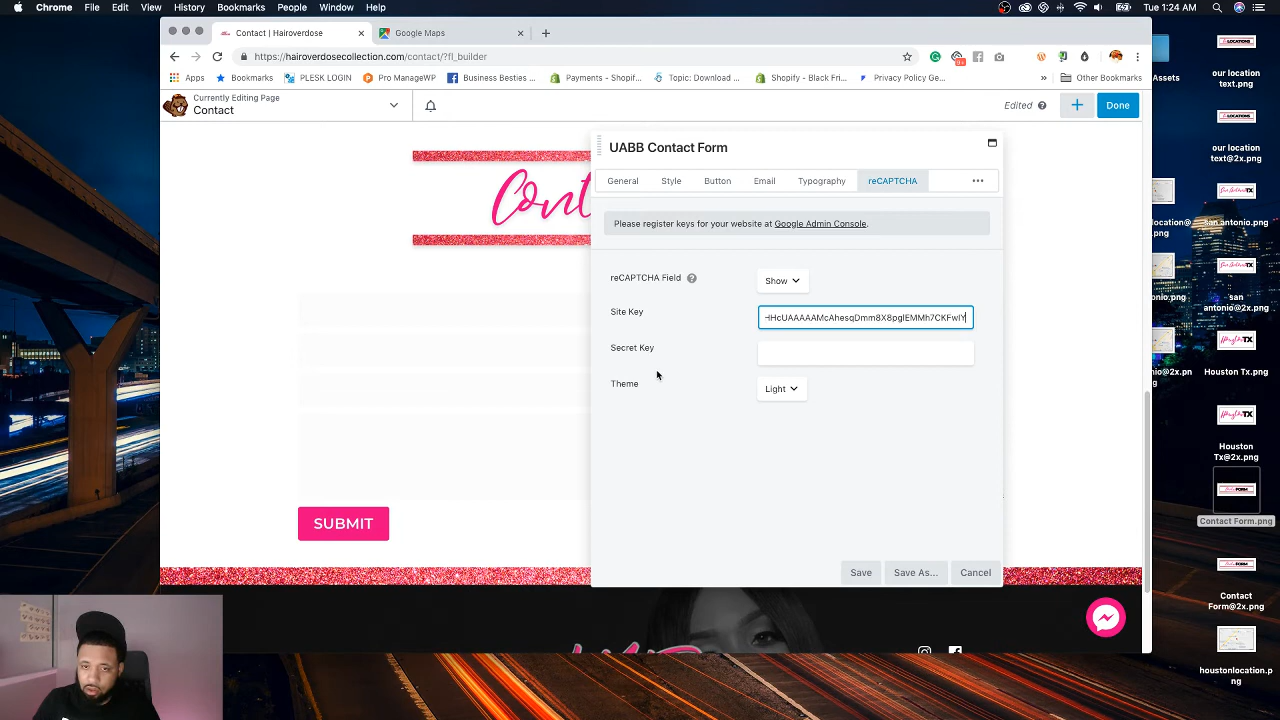 Chrome File Edit View History Bookmarks People Window Help Tue 1:24 AM
Contact | Hairoverdose Google Maps
https://hairoverdosecollection.com/contact/?fl_builder
Apps Bookmarks PLESK LOGIN Pro ManageWP Business Besties... Payments - Shopif... Topic: Download ... Shopify - Black Fri... Privacy Policy Ge... » Other Bookmarks
Currently Editing Page
Contact
Edited
Done
Cont
UABB Contact Form
General Style Button Email Typography reCAPTCHA
Please register keys for your website at Google Admin Console.
reCAPTCHA Field Show
Site Key
Secret Key
Theme Light
Save Save As... Cancel
SUBMIT
Assets
our location
text.png
our location
text@2x.png
san antonio.png
san
antonio@2x.png
Houston Tx.png
Houston
Tx@2x.png
Contact Form.png
Contact
Form@2x.png
houstonlocation.p
ng